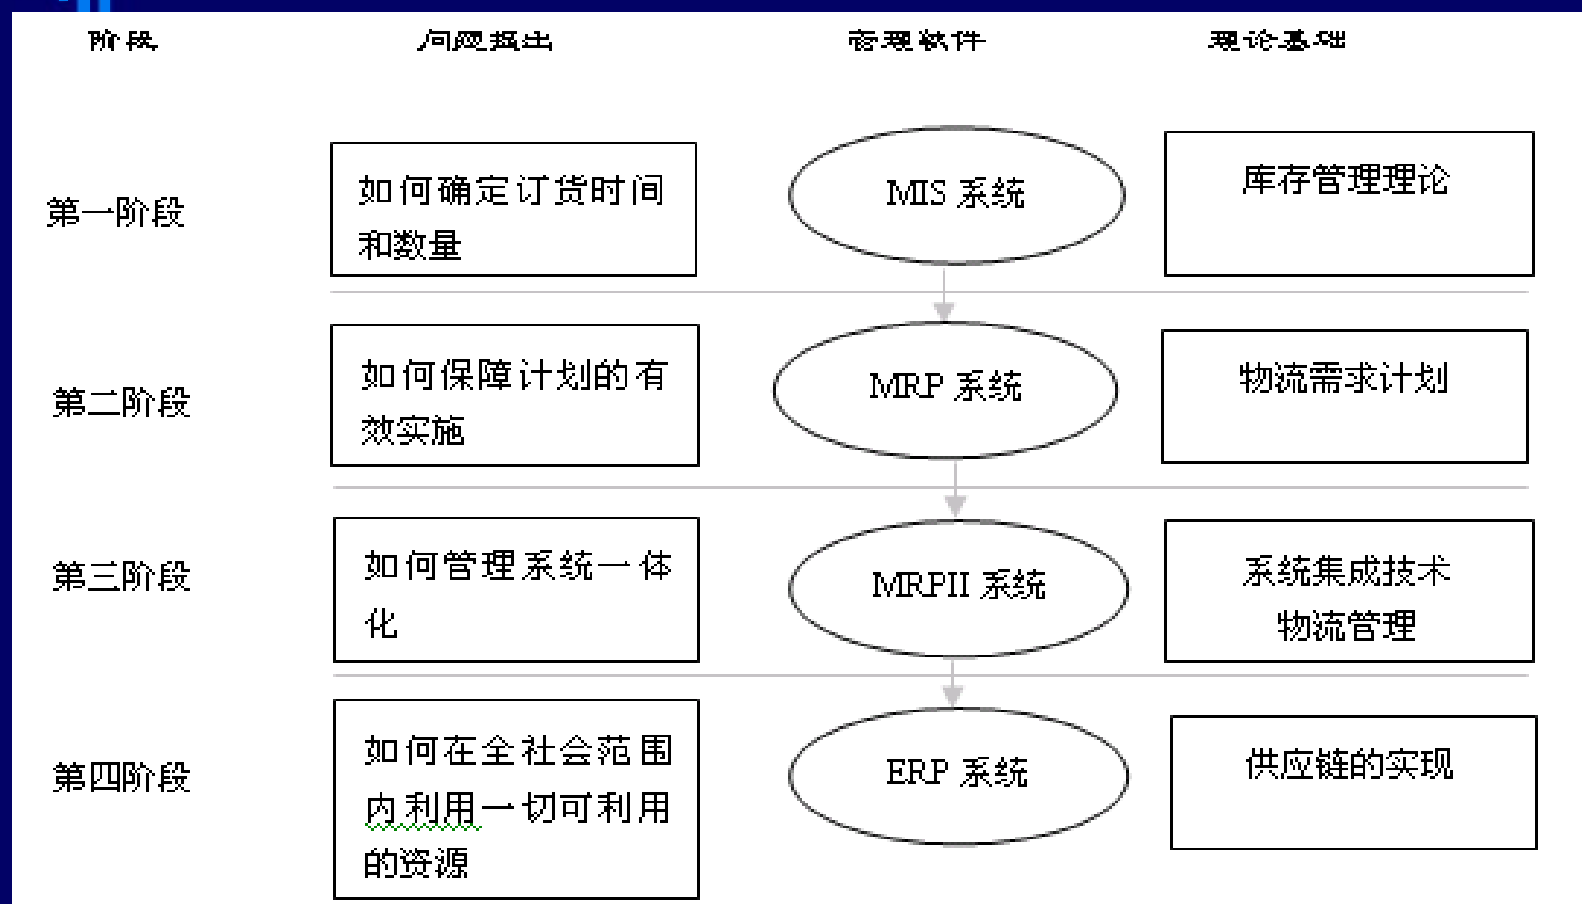 阶段 问题提出 管理软件 理论基础
第一阶段
如何确定订货时间
和数量
MIS 系统
库存管理理论
第二阶段
如何保障计划的有
效实施
MRP 系统
物流需求计划
第三阶段
如何管理系统一体
化
MRPII 系统
系统集成技术
物流管理
第四阶段
如何在全社会范围
内利用一切可利用
的资源
ERP 系统
供应链的实现